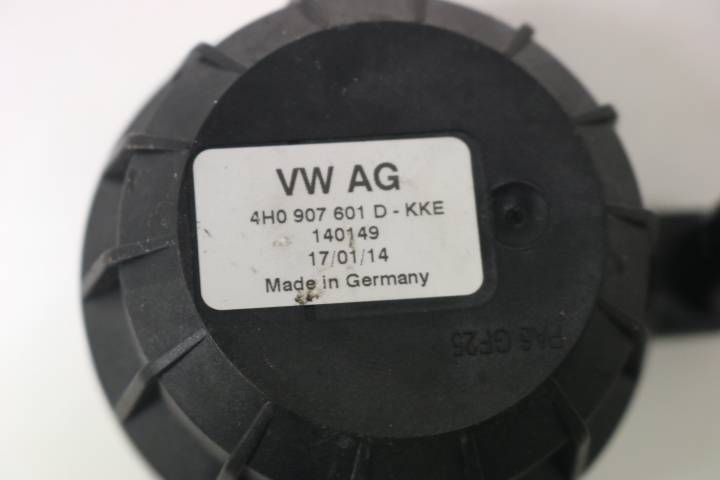 VW AG
4H0 907 601 D - KKE
140149
17/01/14
Made in Germany
PA6 GF25